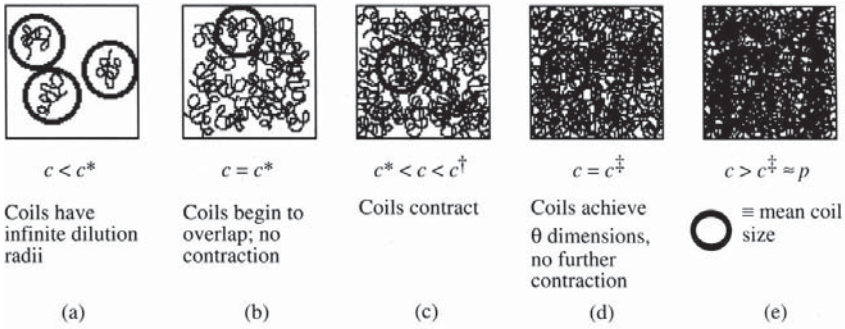 c < c*
c = c*
c* < c < c†
c = c‡
c > c‡ ≈ p
Coils have
infinite dilution
radii
Coils begin to
overlap; no
contraction
Coils contract
Coils achieve
θ dimensions,
no further
contraction
≡ mean coil
size
(a)
(b)
(c)
(d)
(e)